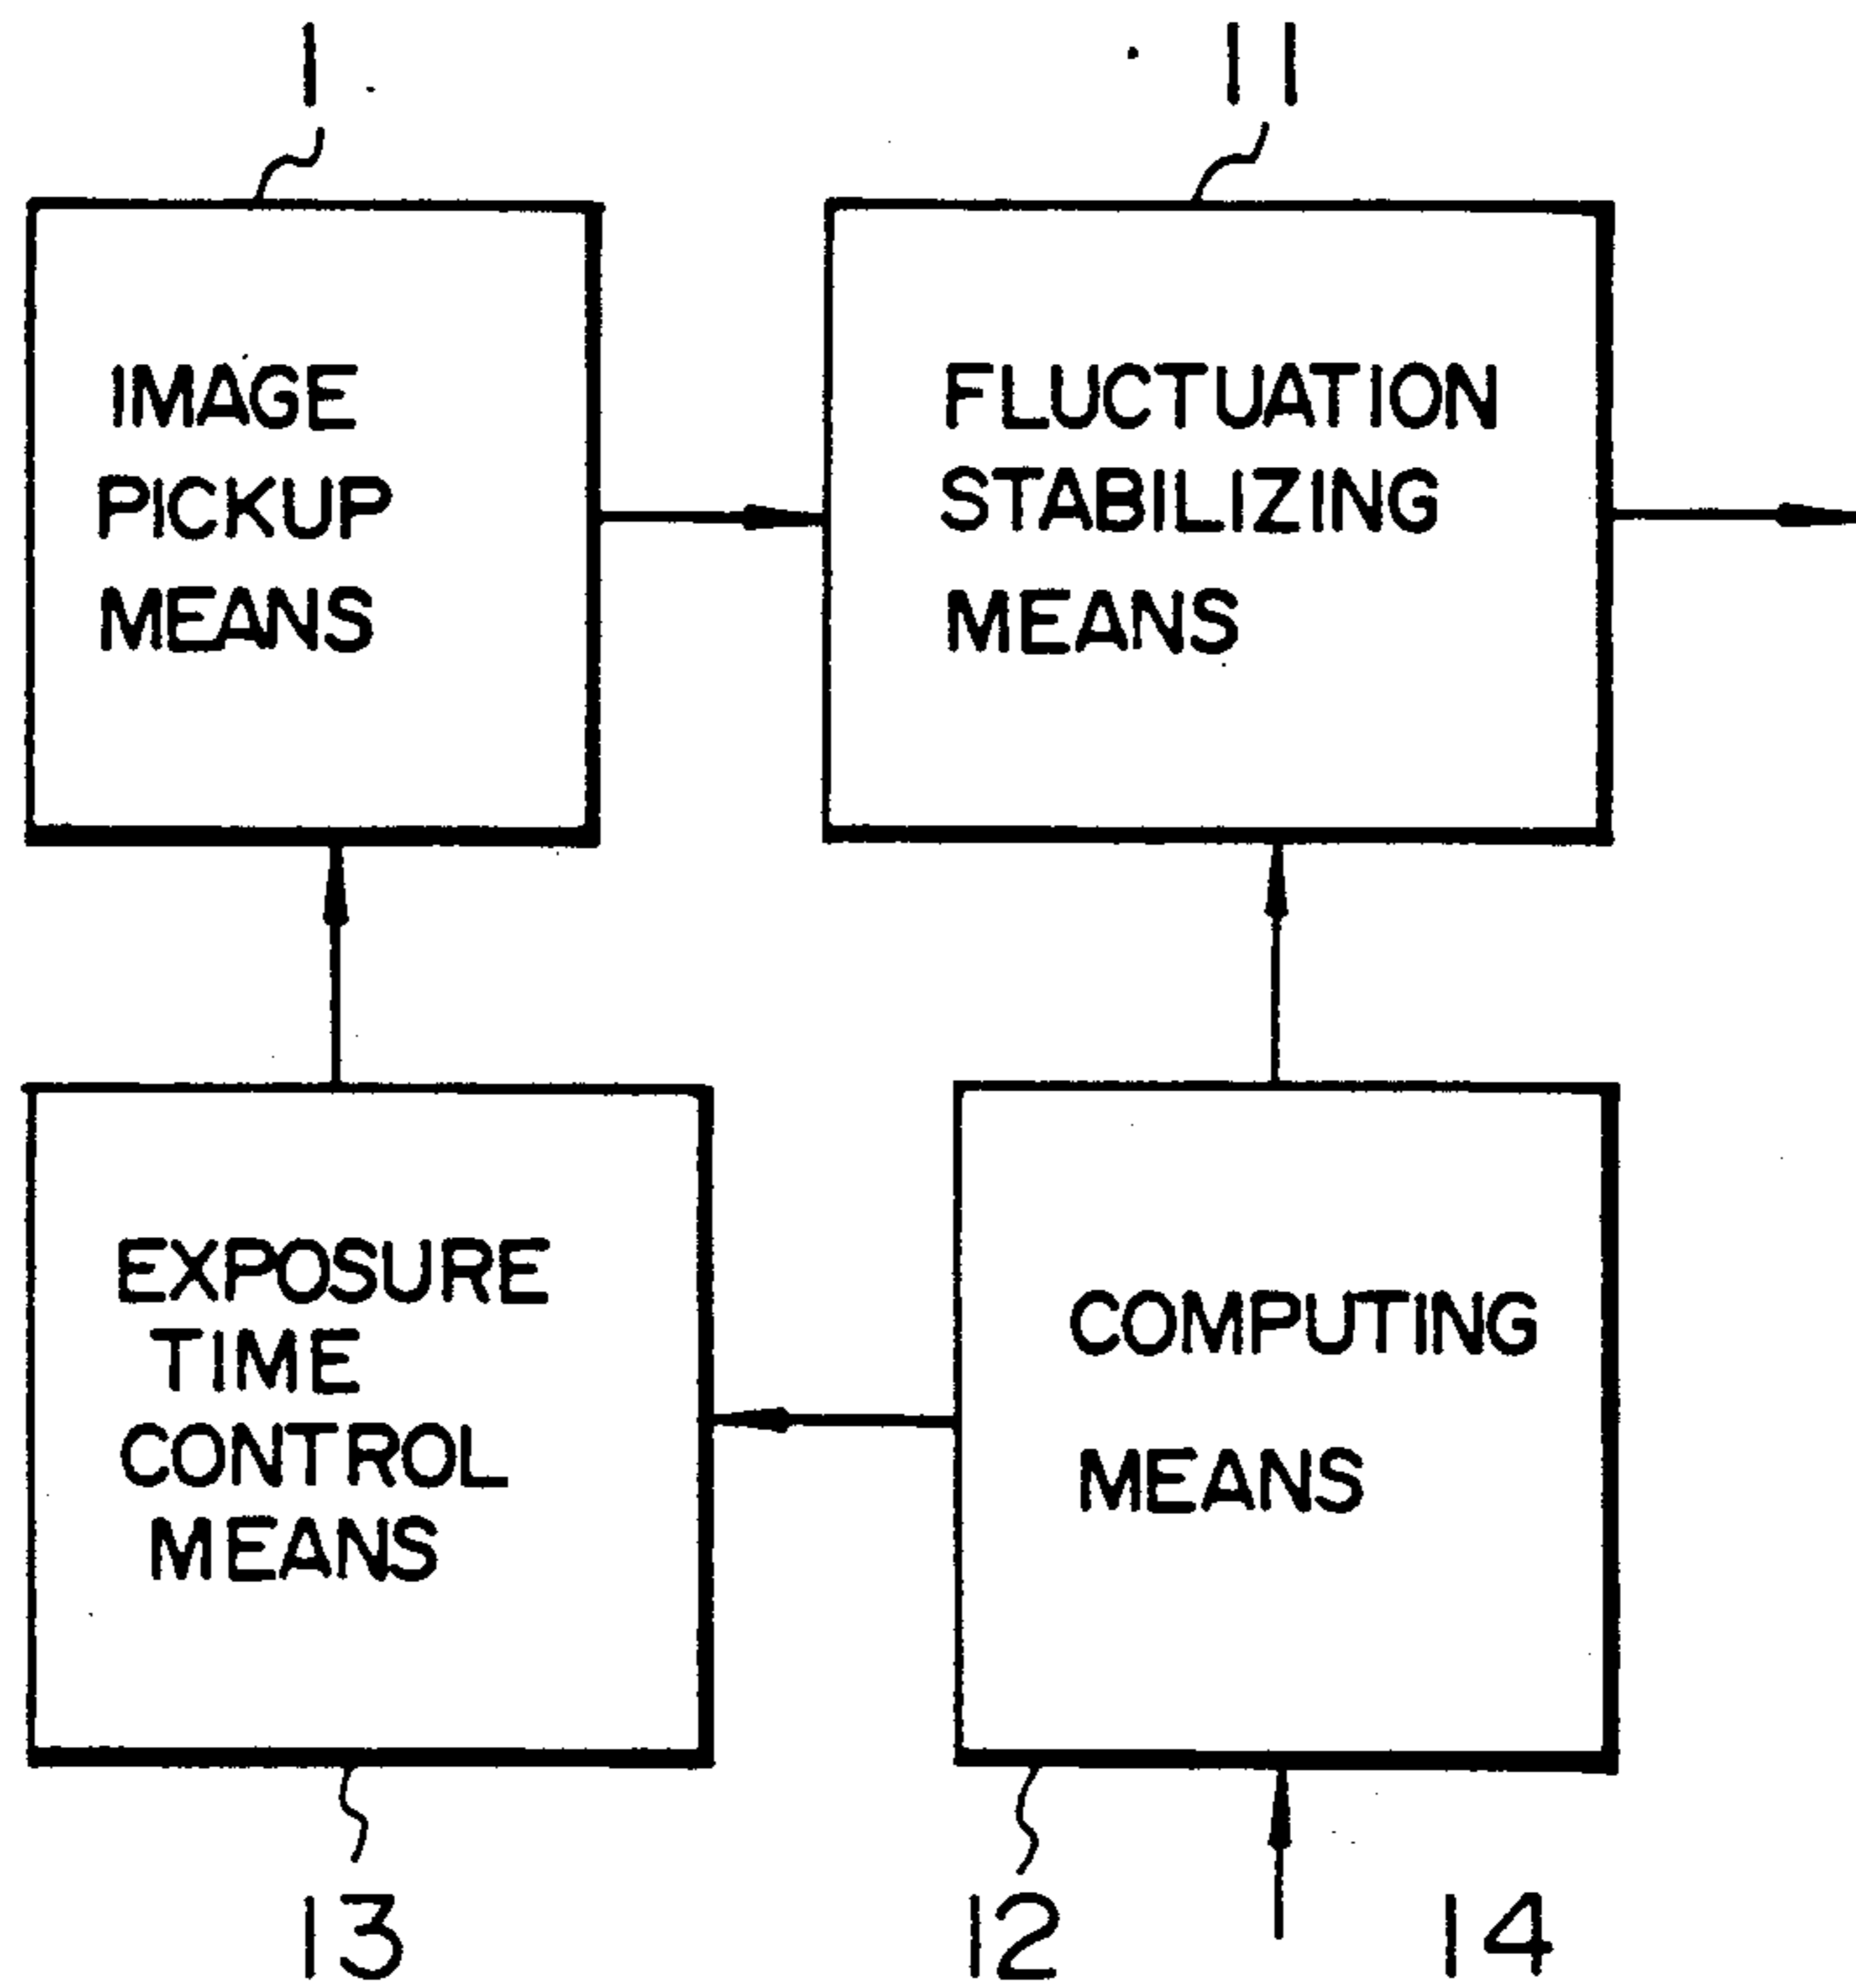 1
11
IMAGE
PICKUP
MEANS
FLUCTUATION
STABILIZING
MEANS
EXPOSURE
TIME
CONTROL
MEANS
COMPUTING
MEANS
13
12
14